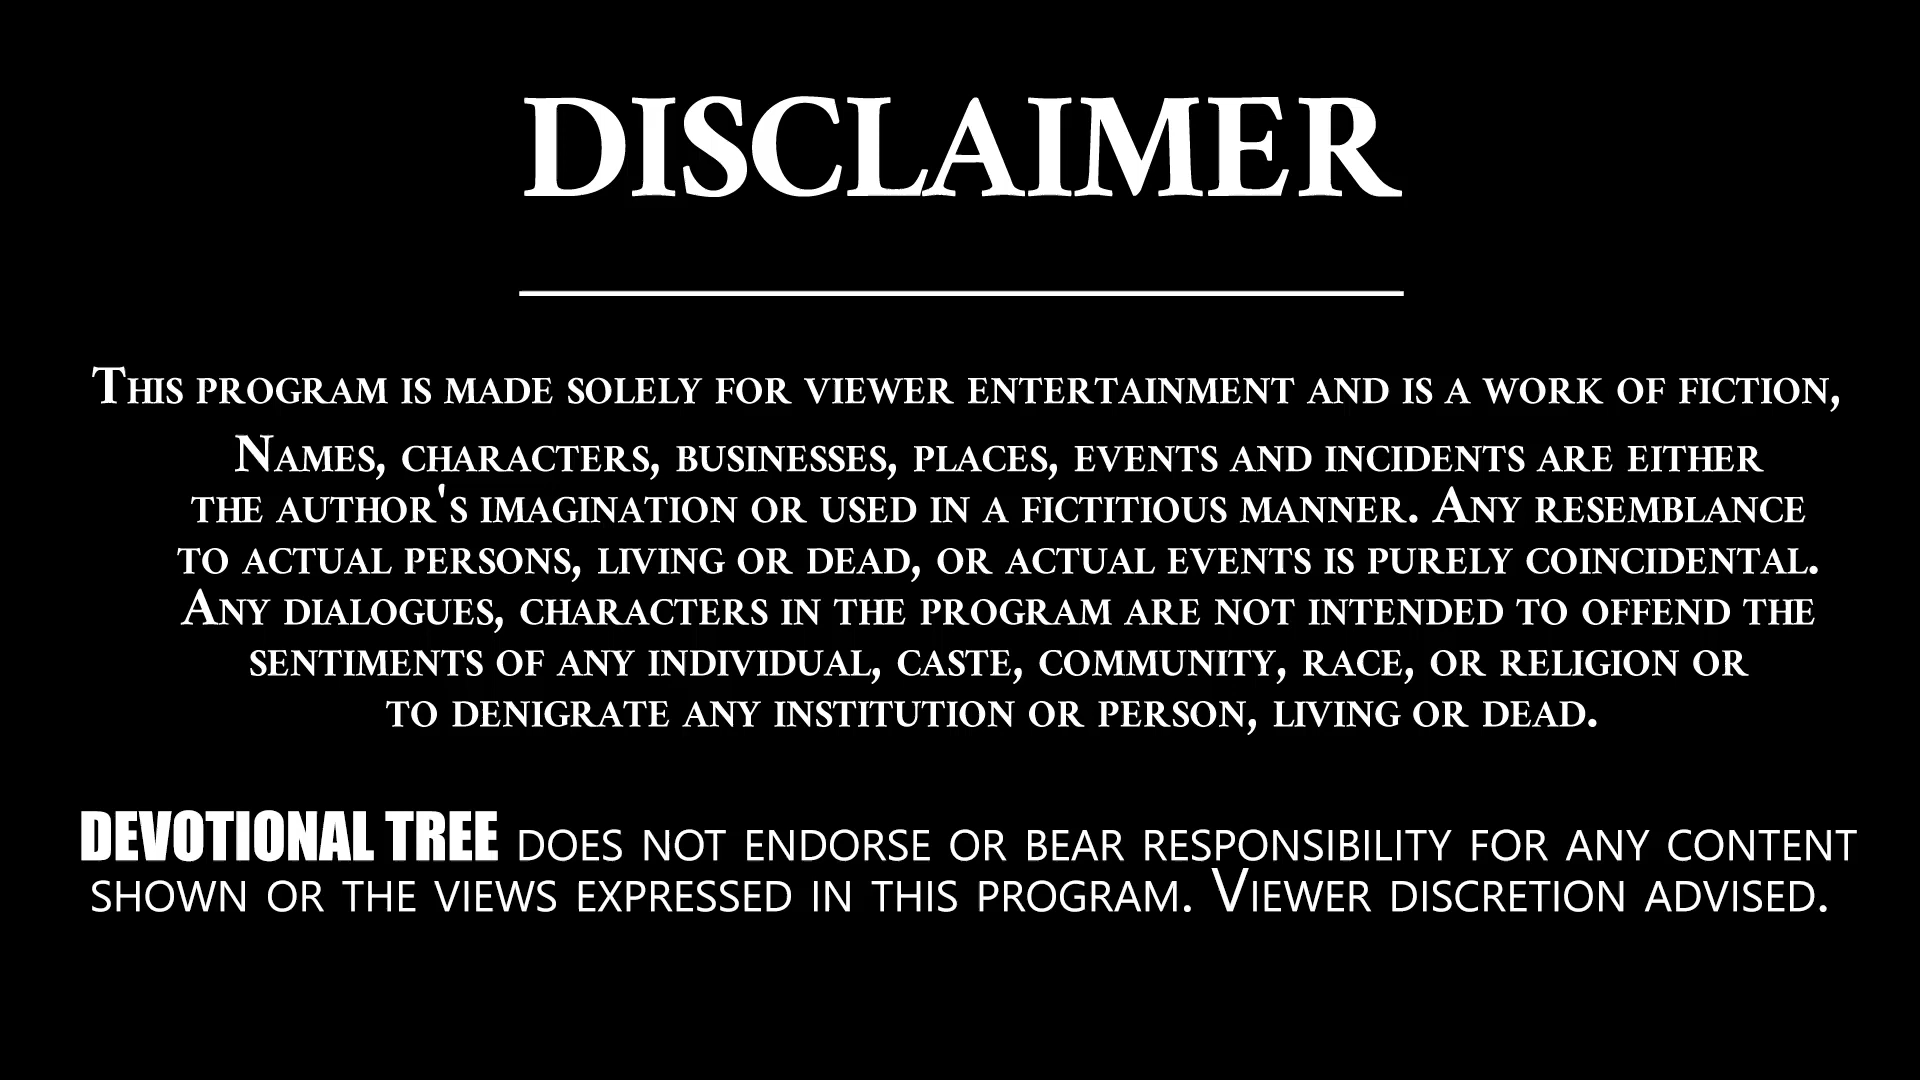 DISCLAIMER
This program is made solely for viewer entertainment and is a work of fiction,
Names, characters, businesses, places, events and incidents are either
the author's imagination or used in a fictitious manner. Any resemblance
to actual persons, living or dead, or actual events is purely coincidental.
Any dialogues, characters in the program are not intended to offend the
sentiments of any individual, caste, community, race, or religion or
to denigrate any institution or person, living or dead.
DEVOTIONAL TREE does not endorse or bear responsibility for any content
shown or the views expressed in this program. Viewer discretion advised.